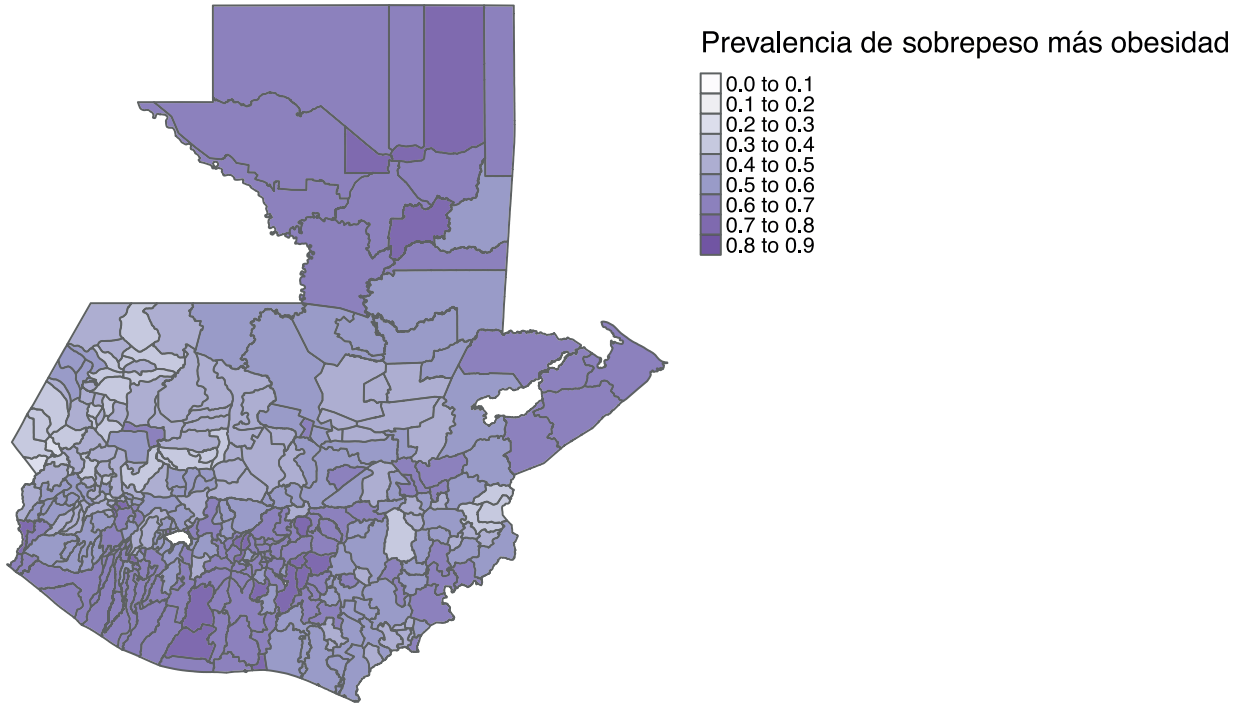 Prevalencia de sobrepeso más obesidad
0.0 to 0.1
0.1 to 0.2
0.2 to 0.3
0.3 to 0.4
0.4 to 0.5
0.5 to 0.6
0.6 to 0.7
0.7 to 0.8
0.8 to 0.9